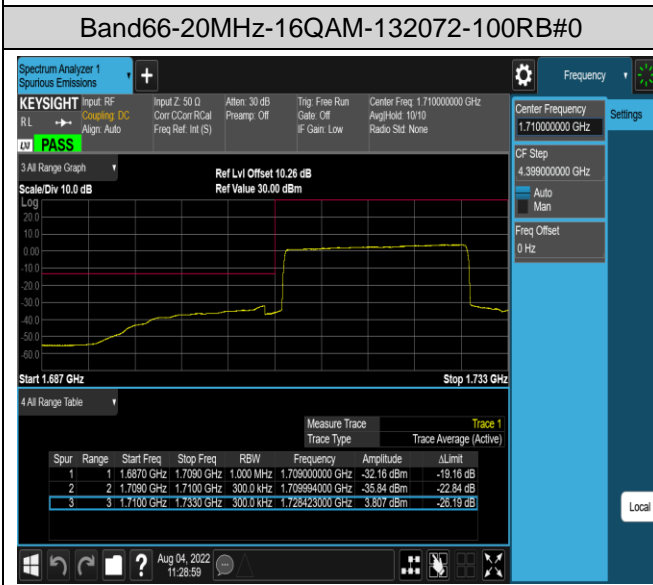 Band66-20MHz-16QAM-132072-100RB#0
Spectrum Analyzer 1
Spurious Emissions
Frequency
KEYSIGHT Input: RF Input Z: 50 Ω Atten: 30 dB Trig: Free Run Center Freq: 1.710000000 GHz
RL Coupling: DC Corr CCorr RCal Preamp: Off Gate: Off Avg|Hold: 10/10
Align: Auto Freq Ref: Int (S) IF Gain: Low Radio Std: None
LNI PASS
Center Frequency
1.710000000 GHz
Settings
CF Step
4.399000000 GHz
Auto
Man
Freq Offset
0 Hz
3 All Range Graph
Ref Lvl Offset 10.26 dB
Scale/Div 10.0 dB Ref Value 30.00 dBm
Log
20.0
10.0
0.00
-10.0
-20.0
-30.0
-40.0
-50.0
-60.0
Start 1.687 GHz Stop 1.733 GHz
4 All Range Table
Measure Trace Trace 1
Trace Type Trace Average (Active)
Spur Range Start Freq Stop Freq RBW Frequency Amplitude ΔLimit
1 1 1.6870 GHz 1.7090 GHz 1.000 MHz 1.709000000 GHz -32.16 dBm -19.16 dB
2 2 1.7090 GHz 1.7100 GHz 300.0 kHz 1.709994000 GHz -35.84 dBm -22.84 dB
3 3 1.7100 GHz 1.7330 GHz 300.0 kHz 1.728423000 GHz 3.807 dBm -26.19 dB
Local
Aug 04, 2022
11:28:59